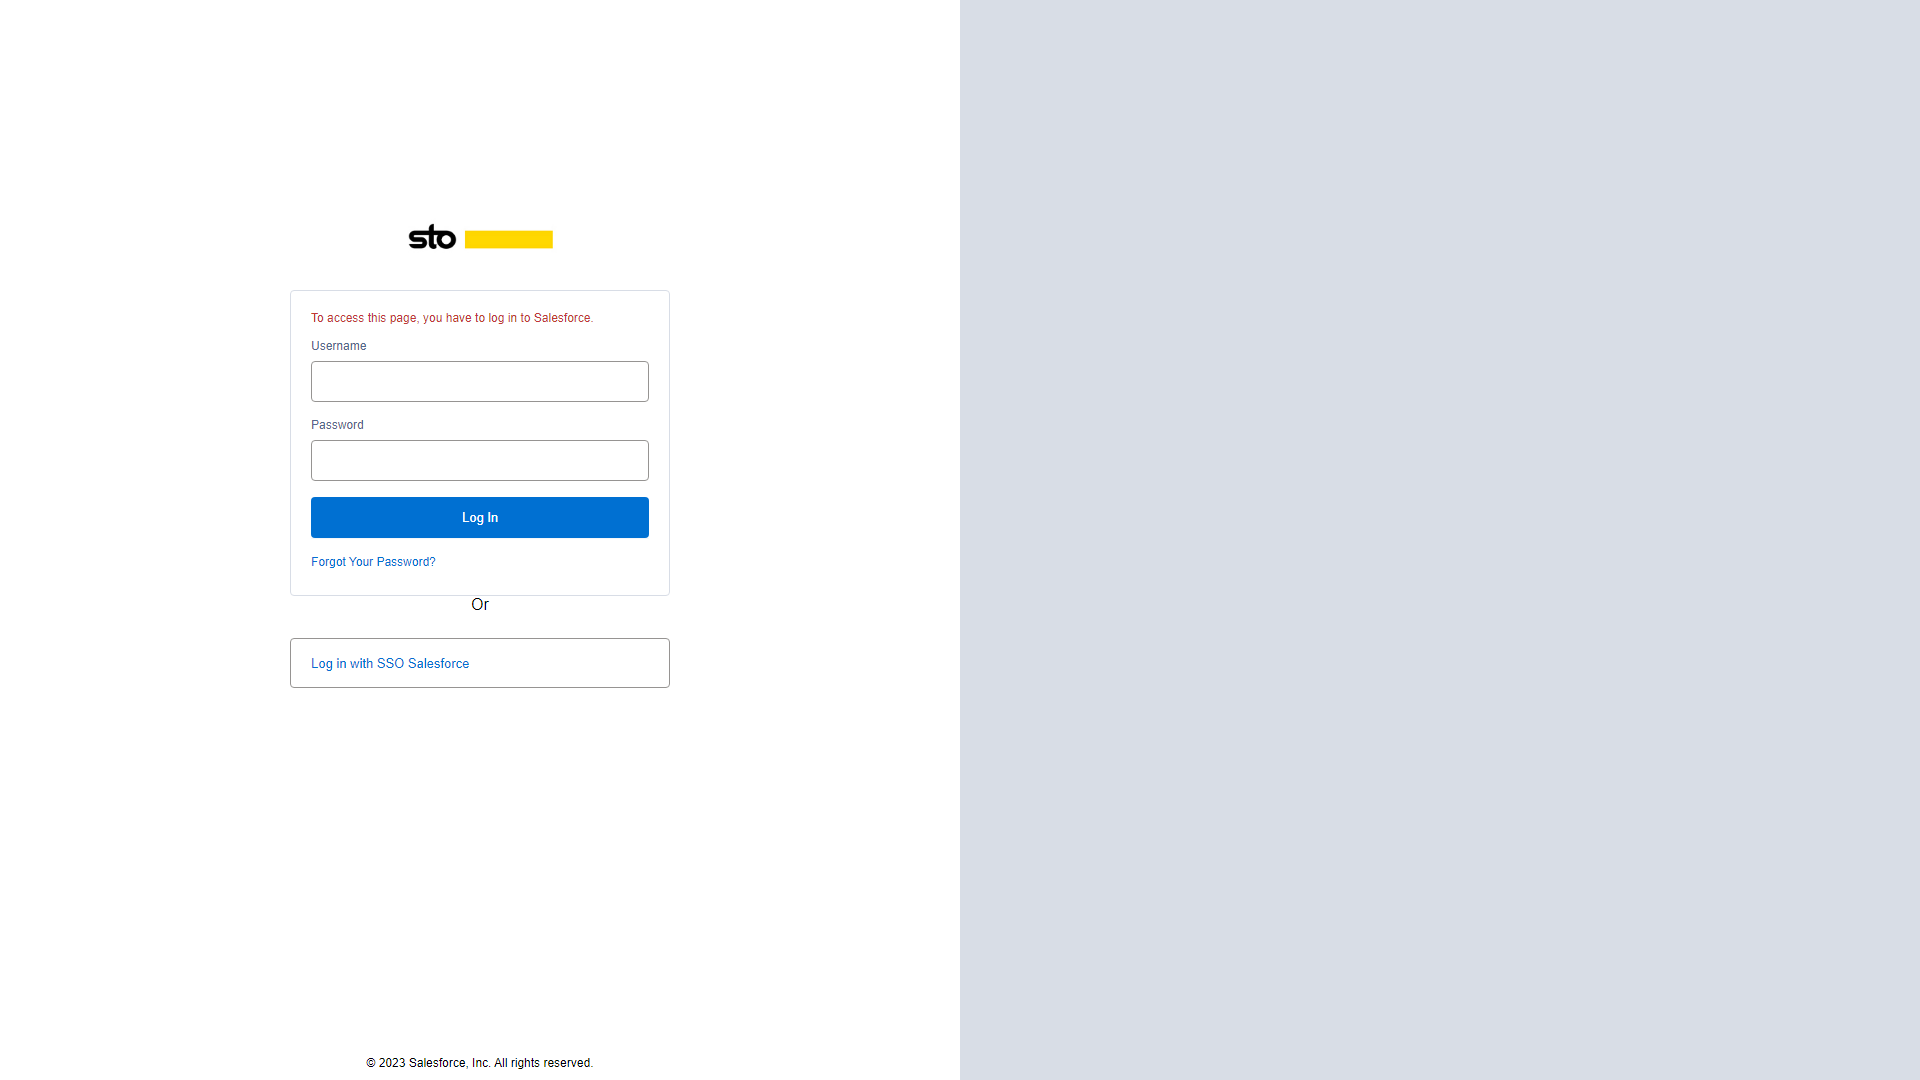 sto
To access this page, you have to log in to Salesforce.
Username
Password
Log In
Forgot Your Password?
Or
Log in with SSO Salesforce
© 2023 Salesforce, Inc. All rights reserved.